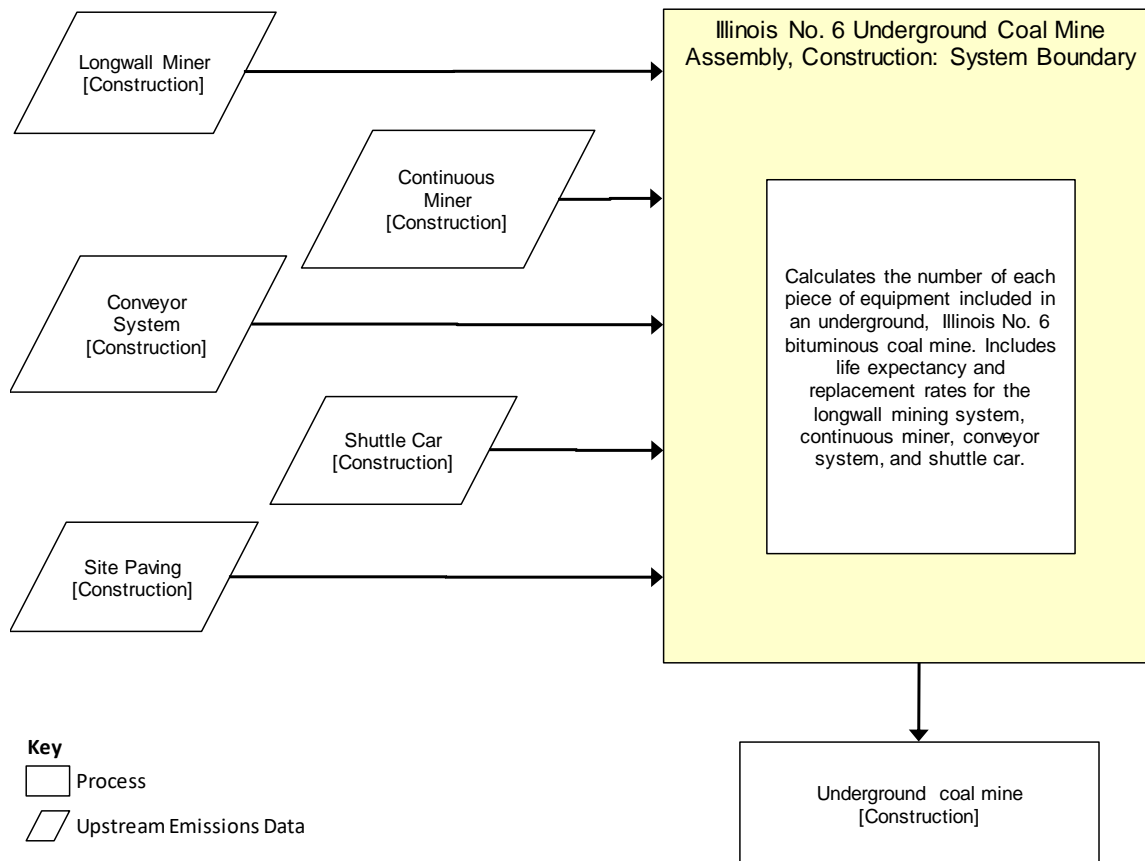 Illinois No. 6 Underground Coal Mine
Assembly, Construction: System Boundary
Longwall Miner
[Construction]
Continuous
Miner
[Construction]
Conveyor
System
[Construction]
Shuttle Car
[Construction]
Site Paving
[Construction]
Calculates the number of each
piece of equipment included in
an underground, Illinois No. 6
bituminous coal mine. Includes
life expectancy and
replacement rates for the
longwall mining system,
continuous miner, conveyor
system, and shuttle car.
Underground coal mine
[Construction]
Key
Process
Upstream Emissions Data